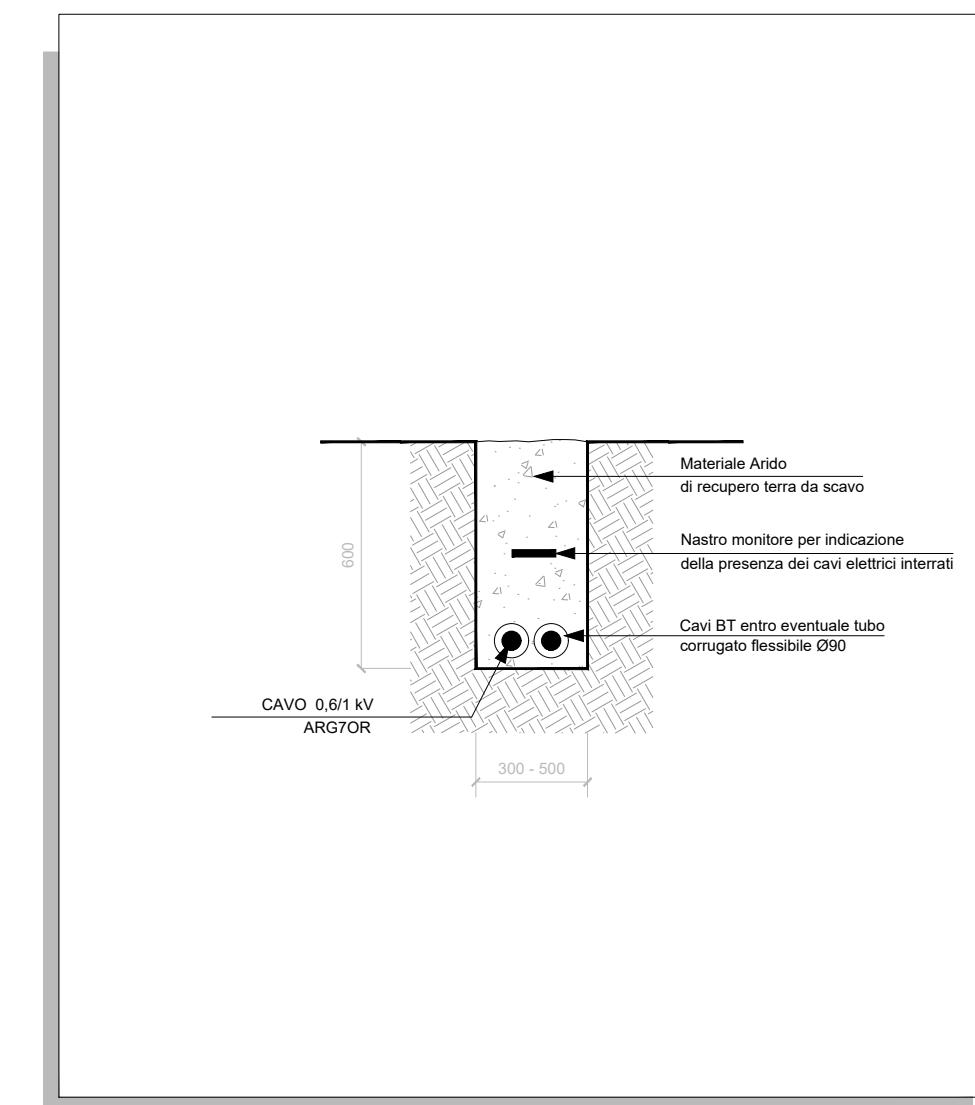 Materiale Arido
di recupero terra da scavo
600
Nastro monitore per indicazione
della presenza dei cavi elettrici interrati
Cavi BT entro eventuale tubo
corrugato flessibile Ø90
CAVO 0,6/1 kV
ARG7OR
300 - 500